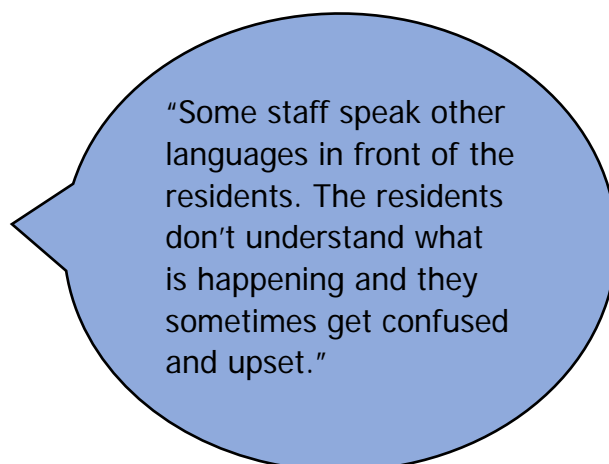 “Some staff speak other
languages in front of the
residents. The residents
don’t understand what
is happening and they
sometimes get confused
and upset.”